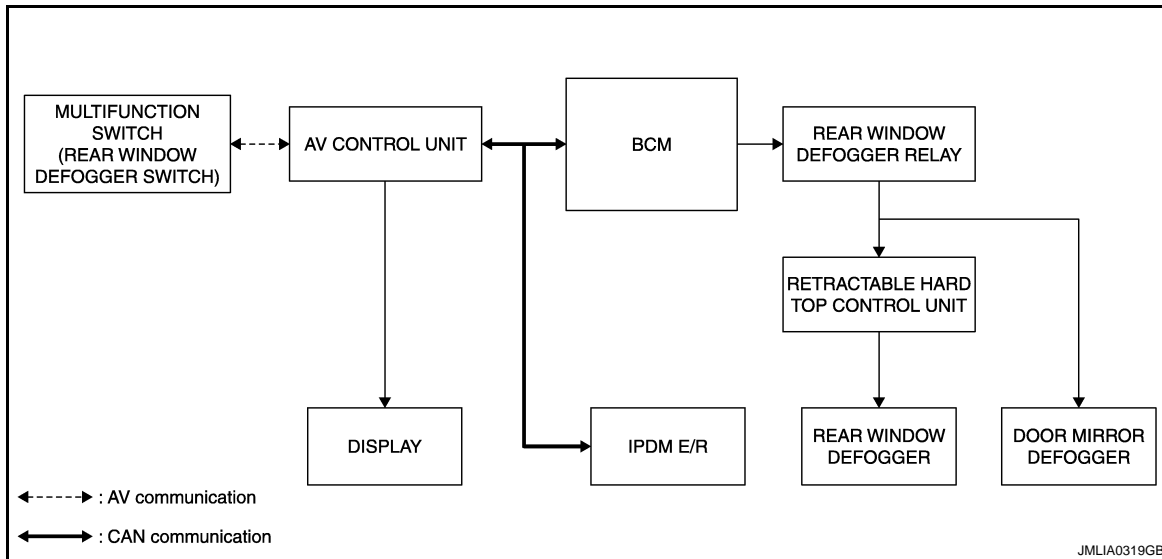 MULTIFUNCTION
SWITCH
(REAR WINDOW
DEFOGGER SWITCH)
AV CONTROL UNIT
BCM
REAR WINDOW
DEFOGGER RELAY
RETRACTABLE HARD
TOP CONTROL UNIT
DISPLAY
IPDM E/R
REAR WINDOW
DEFOGGER
DOOR MIRROR
DEFOGGER
: AV communication
: CAN communication
JMLIA0319GB